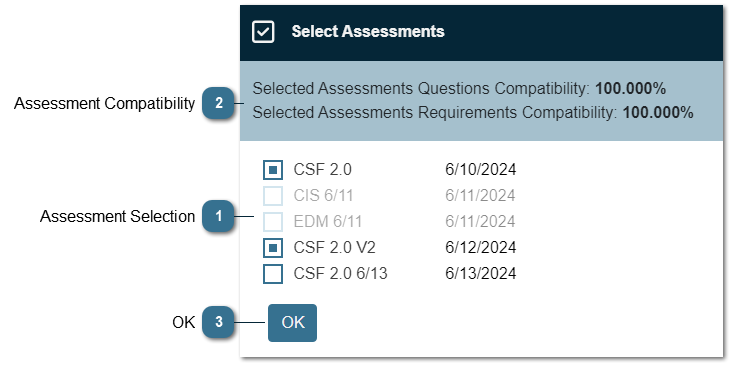 Select Assessments
Assessment Compatibility 2
Selected Assessments Questions Compatibility: 100.000%
Selected Assessments Requirements Compatibility: 100.000%
CSF 2.0 6/10/2024
CIS 6/11 6/11/2024
Assessment Selection 1
EDM 6/11 6/11/2024
CSF 2.0 V2 6/12/2024
CSF 2.0 6/13 6/13/2024
OK 3 OK